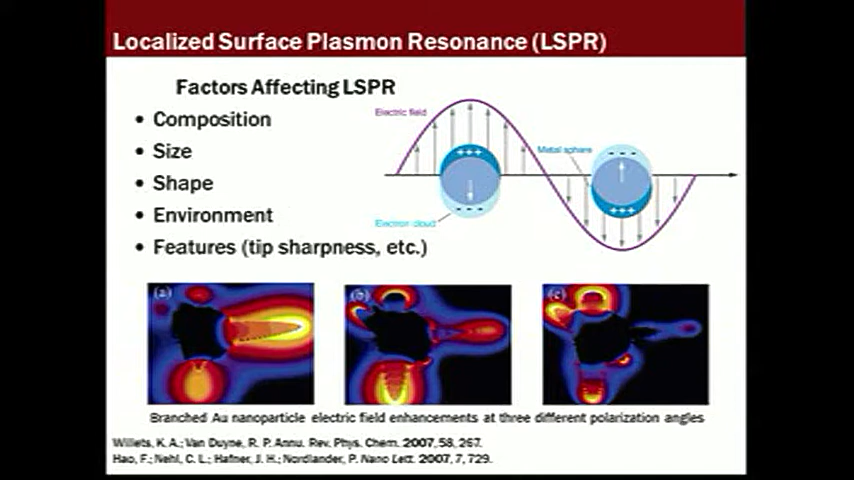 Localized Surface Plasmon Resonance (LSPR)
Factors Affecting LSPR
• Composition
• Size
• Shape
• Environment
• Features (tip sharpness, etc.)
Electric field
Metal sphere
+++
- - -
Electron cloud
- - -
+++
(a)
(b)
(c)
Branched Au nanoparticle electric field enhancements at three different polarization angles
Willets, K. A.; Van Duyne, R. P. Annu. Rev. Phys. Chem. 2007, 58, 267.
Hao, F.; Nehl, C. L.; Hafner, J. H.; Nordlander, P. Nano Lett. 2007, 7, 729.